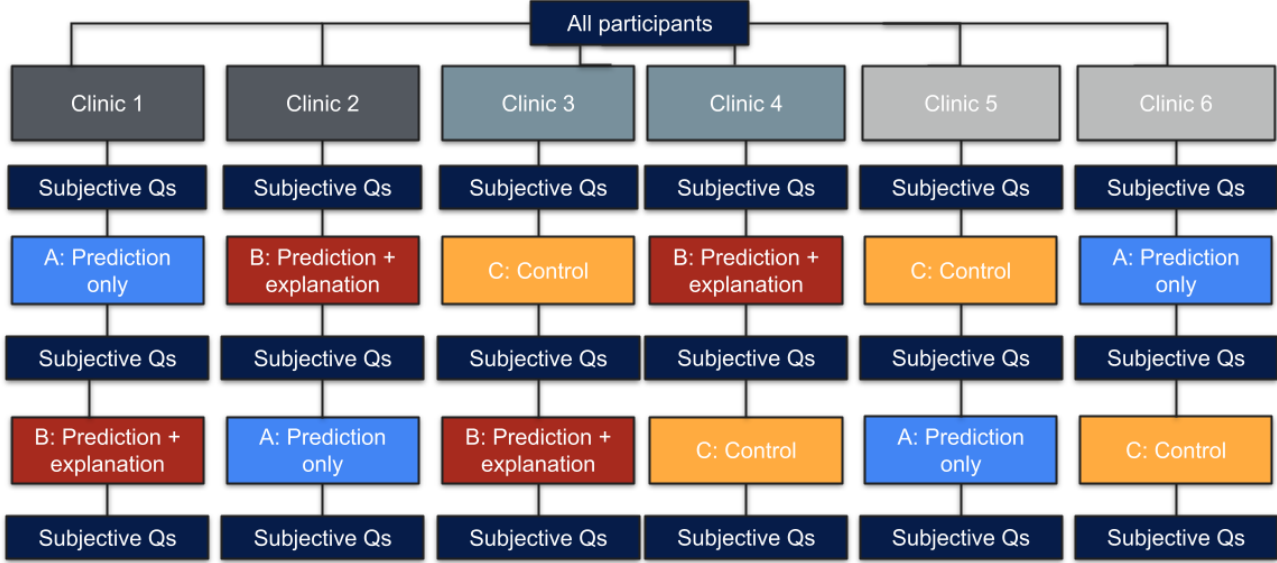 All participants
Clinic 1
Clinic 2
Clinic 3
Clinic 4
Clinic 5
Clinic 6
Subjective Qs
Subjective Qs
Subjective Qs
Subjective Qs
Subjective Qs
Subjective Qs
A: Prediction
only
B: Prediction +
explanation
C: Control
B: Prediction +
explanation
C: Control
A: Prediction
only
Subjective Qs
Subjective Qs
Subjective Qs
Subjective Qs
Subjective Qs
Subjective Qs
B: Prediction +
explanation
A: Prediction
only
B: Prediction +
explanation
C: Control
A: Prediction
only
C: Control
Subjective Qs
Subjective Qs
Subjective Qs
Subjective Qs
Subjective Qs
Subjective Qs